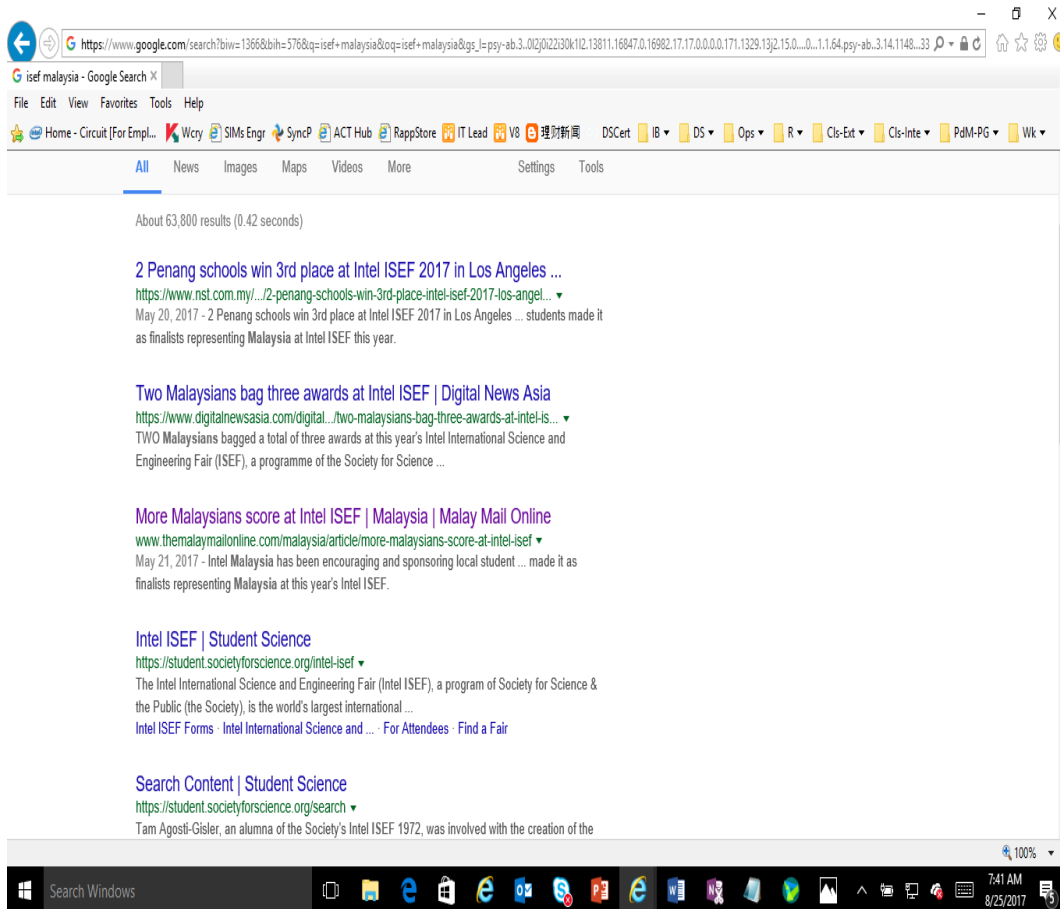 https://www.google.com/search?biw=1366&bih=576&q=isef+malaysia&oq=isef+malaysia&gs_l=psy-ab.3..0l2j0i22i30k1l2.13811.16847.0.16982.17.17.0.0.0.0.171.1329.13j2.15.0....0...1.1.64.psy-ab..3.14.1148...33
isef malaysia - Google Search
File Edit View Favorites Tools Help
Home - Circuit [For Empl... Wcry SIMs Engr SyncP ACT Hub RappStore IT Lead V8 理财新闻 DSCert IB DS Ops R Cls-Ext Cls-Inte PdM-PG Wk
All News Images Maps Videos More Settings Tools
About 63,800 results (0.42 seconds)
2 Penang schools win 3rd place at Intel ISEF 2017 in Los Angeles ...
https://www.nst.com.my/.../2-penang-schools-win-3rd-place-intel-isef-2017-los-angel...
May 20, 2017 - 2 Penang schools win 3rd place at Intel ISEF 2017 in Los Angeles ... students made it
as finalists representing Malaysia at Intel ISEF this year.
Two Malaysians bag three awards at Intel ISEF | Digital News Asia
https://www.digitalnewsasia.com/digital.../two-malaysians-bag-three-awards-at-intel-is...
TWO Malaysians bagged a total of three awards at this year's Intel International Science and
Engineering Fair (ISEF), a programme of the Society for Science ...
More Malaysians score at Intel ISEF | Malaysia | Malay Mail Online
www.themalaymailonline.com/malaysia/article/more-malaysians-score-at-intel-isef
May 21, 2017 - Intel Malaysia has been encouraging and sponsoring local student ... made it as
finalists representing Malaysia at this year's Intel ISEF.
Intel ISEF | Student Science
https://student.societyforscience.org/intel-isef
The Intel International Science and Engineering Fair (Intel ISEF), a program of Society for Science &
the Public (the Society), is the world's largest international ...
Intel ISEF Forms · Intel International Science and ... · For Attendees · Find a Fair
Search Content | Student Science
https://student.societyforscience.org/search
Tam Agosti-Gisler, an alumna of the Society's Intel ISEF 1972, was involved with the creation of the
100%
Search Windows
7:41 AM
8/25/2017